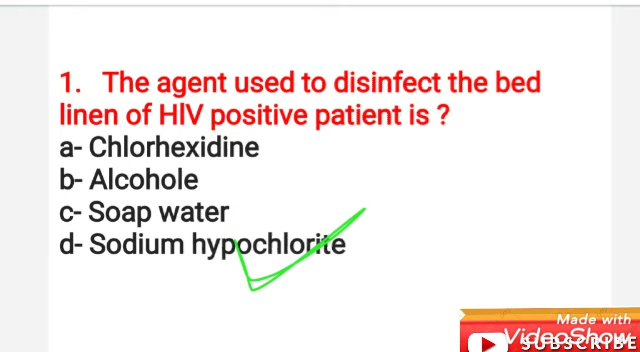 1. The agent used to disinfect the bed
linen of HIV positive patient is ?
a- Chlorhexidine
b- Alcohole
c- Soap water
d- Sodium hypochlorite
Made with
VideoShow
SUBSCRIBE